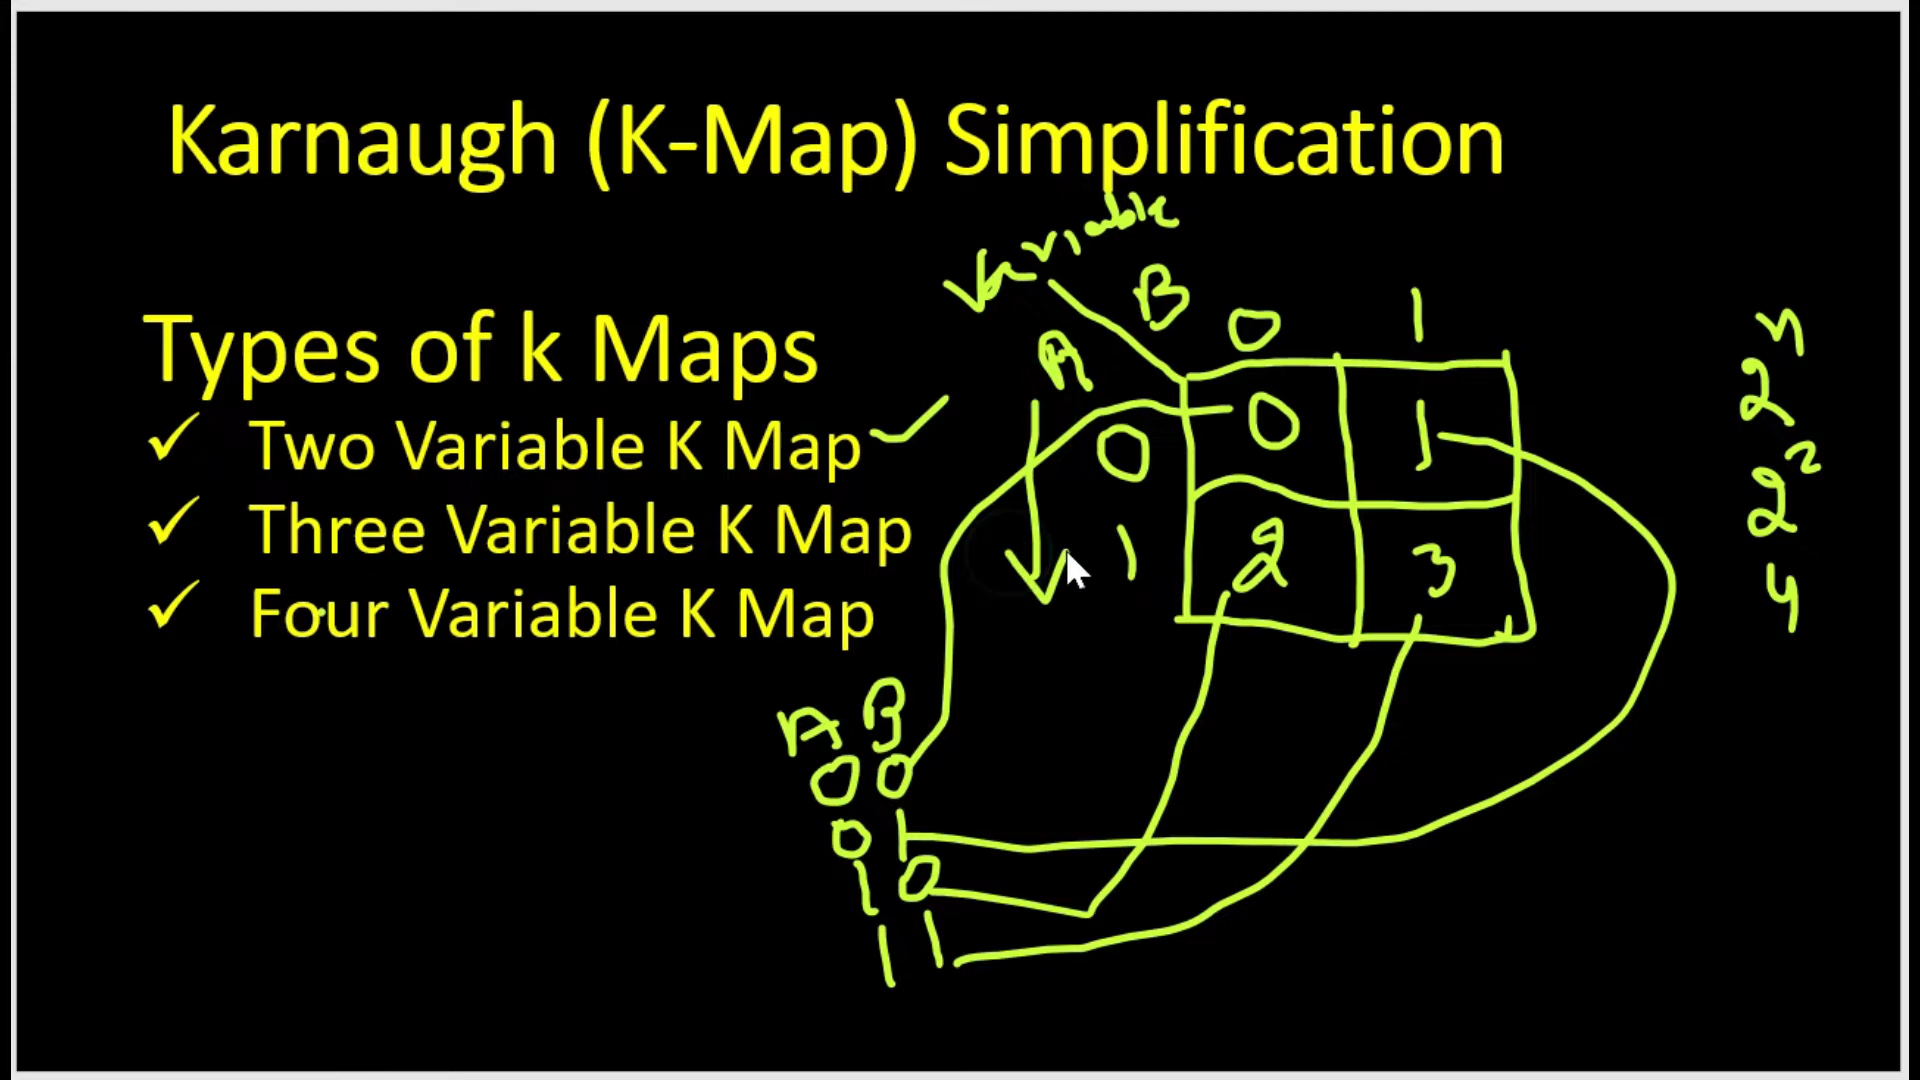 Karnaugh (K-Map) Simplification
Variable
Types of k Maps
✓ Two Variable K Map ✓
✓ Three Variable K Map
✓ Four Variable K Map
B 0 1
A
0 0 1
1 2 3
2^n
2^2
4
A B
0 0
0 1
1 0
1 1